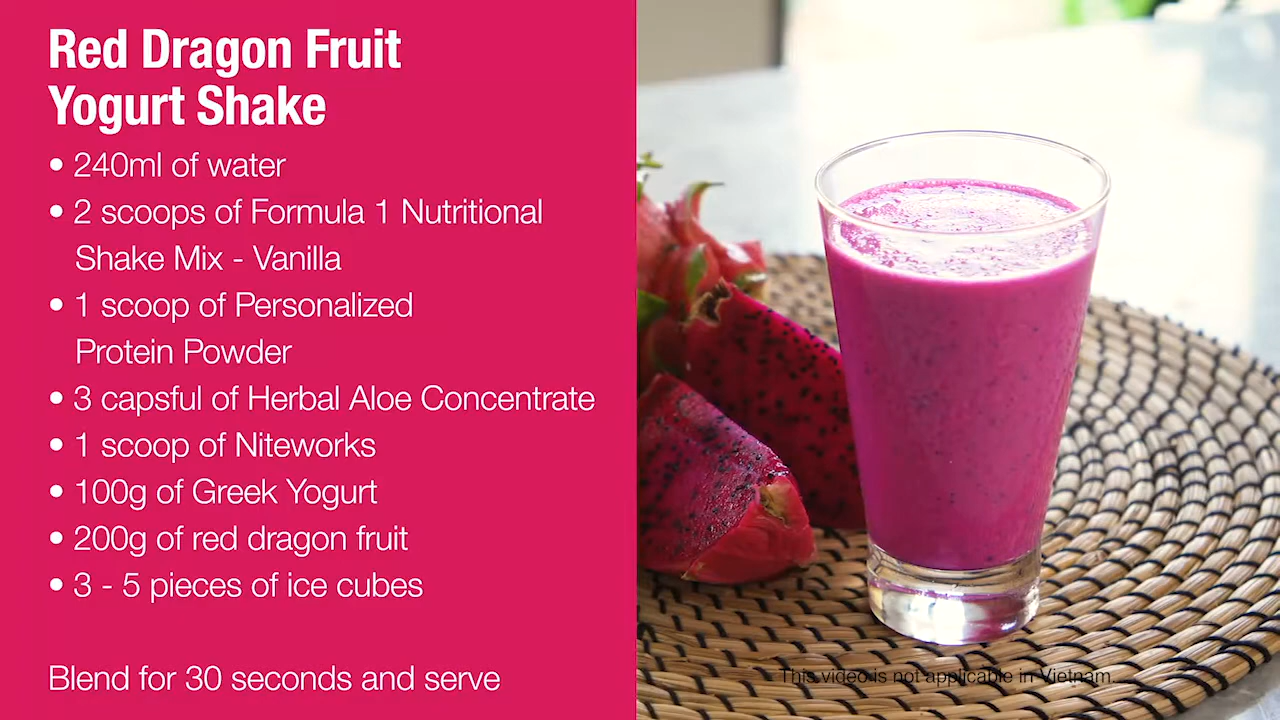 Red Dragon Fruit
Yogurt Shake
• 240ml of water
• 2 scoops of Formula 1 Nutritional
Shake Mix - Vanilla
• 1 scoop of Personalized
Protein Powder
• 3 capsful of Herbal Aloe Concentrate
• 1 scoop of Niteworks
• 100g of Greek Yogurt
• 200g of red dragon fruit
• 3 - 5 pieces of ice cubes
Blend for 30 seconds and serve
This video is not applicable in Vietnam.